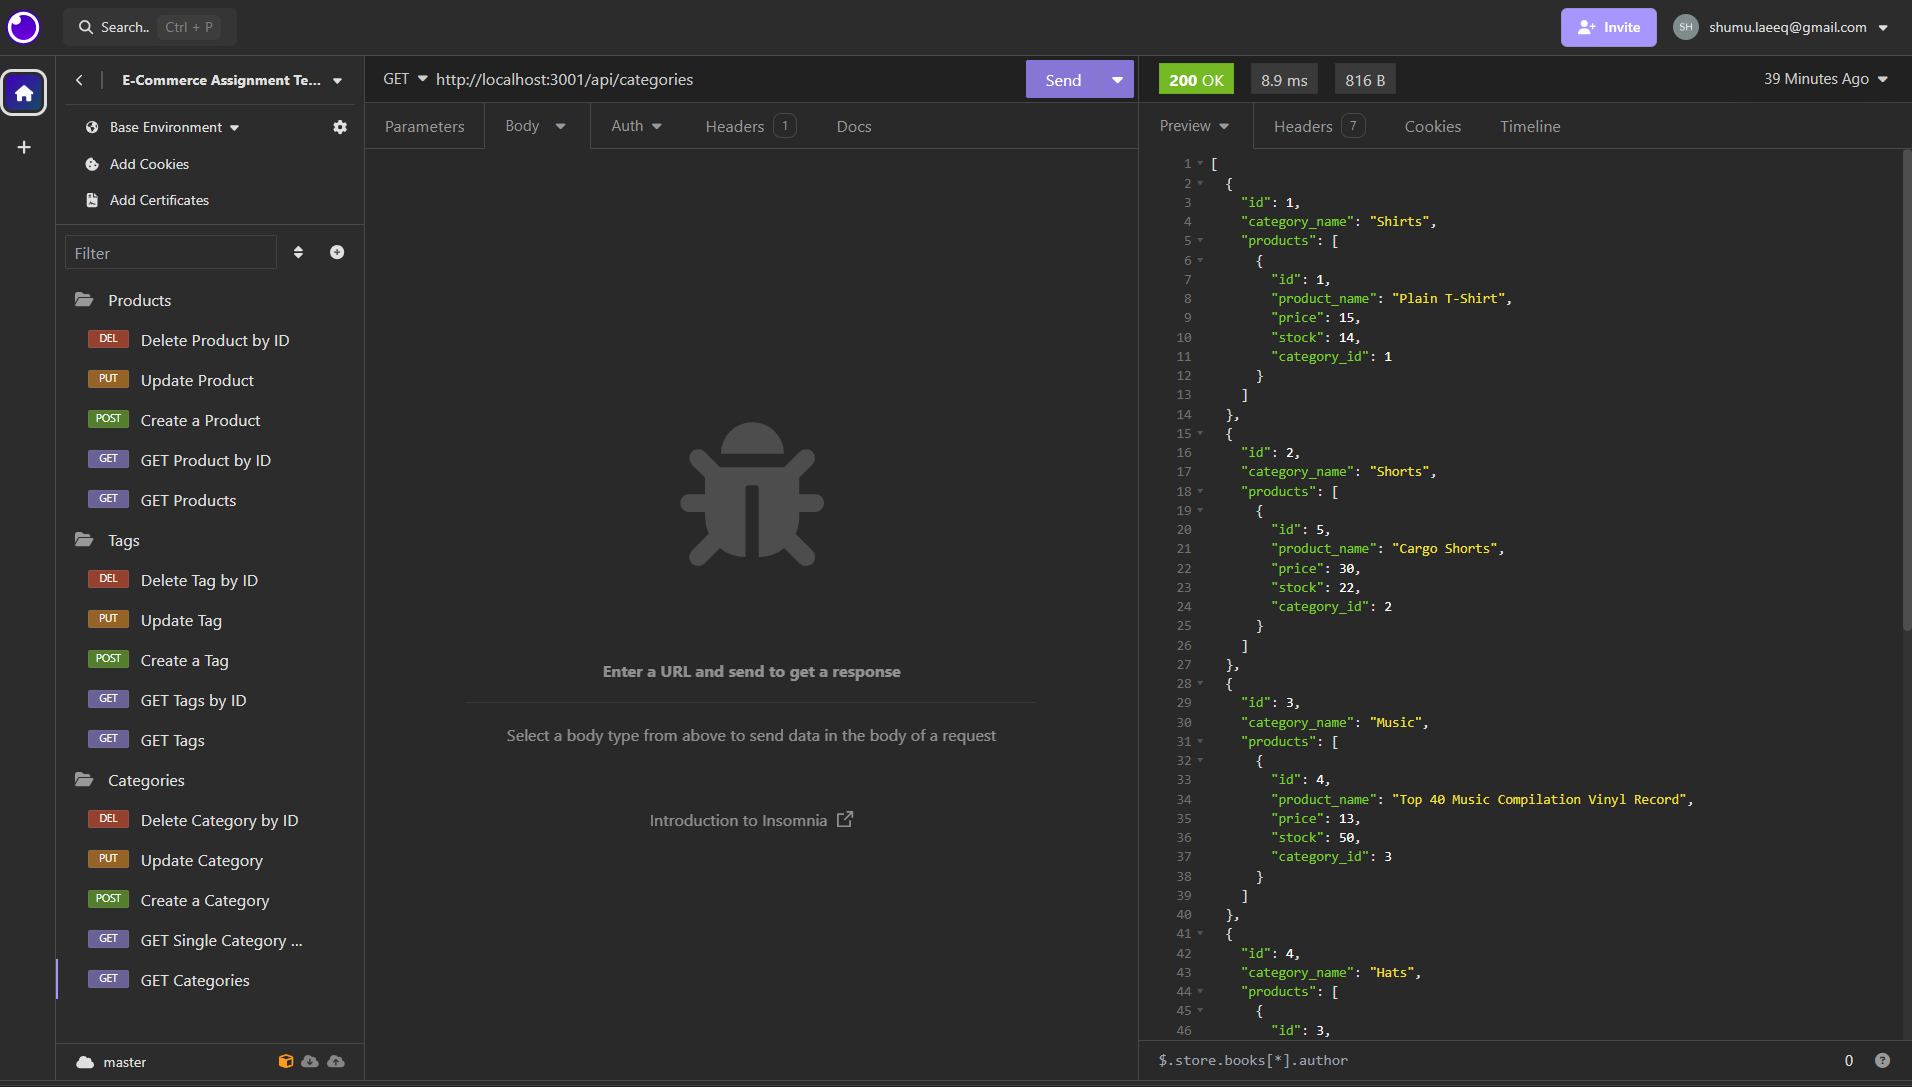 Search.. Ctrl + P
Invite
SH shumu.laeeq@gmail.com
E-Commerce Assignment Te...
Base Environment
Add Cookies
Add Certificates
Filter
Products
DEL Delete Product by ID
PUT Update Product
POST Create a Product
GET GET Product by ID
GET GET Products
Tags
DEL Delete Tag by ID
PUT Update Tag
POST Create a Tag
GET GET Tags by ID
GET GET Tags
Categories
DEL Delete Category by ID
PUT Update Category
POST Create a Category
GET GET Single Category ...
GET GET Categories
master
GET http://localhost:3001/api/categories
Send
Parameters Body Auth Headers 1 Docs
Enter a URL and send to get a response
Select a body type from above to send data in the body of a request
Introduction to Insomnia
200 OK 8.9 ms 816 B 39 Minutes Ago
Preview Headers 7 Cookies Timeline
1 [
2 {
3 "id": 1,
4 "category_name": "Shirts",
5 "products": [
6 {
7 "id": 1,
8 "product_name": "Plain T-Shirt",
9 "price": 15,
10 "stock": 14,
11 "category_id": 1
12 }
13 ]
14 },
15 {
16 "id": 2,
17 "category_name": "Shorts",
18 "products": [
19 {
20 "id": 5,
21 "product_name": "Cargo Shorts",
22 "price": 30,
23 "stock": 22,
24 "category_id": 2
25 }
26 ]
27 },
28 {
29 "id": 3,
30 "category_name": "Music",
31 "products": [
32 {
33 "id": 4,
34 "product_name": "Top 40 Music Compilation Vinyl Record",
35 "price": 13,
36 "stock": 50,
37 "category_id": 3
38 }
39 ]
40 },
41 {
42 "id": 4,
43 "category_name": "Hats",
44 "products": [
45 {
46 "id": 3,
$.store.books[*].author 0 ?